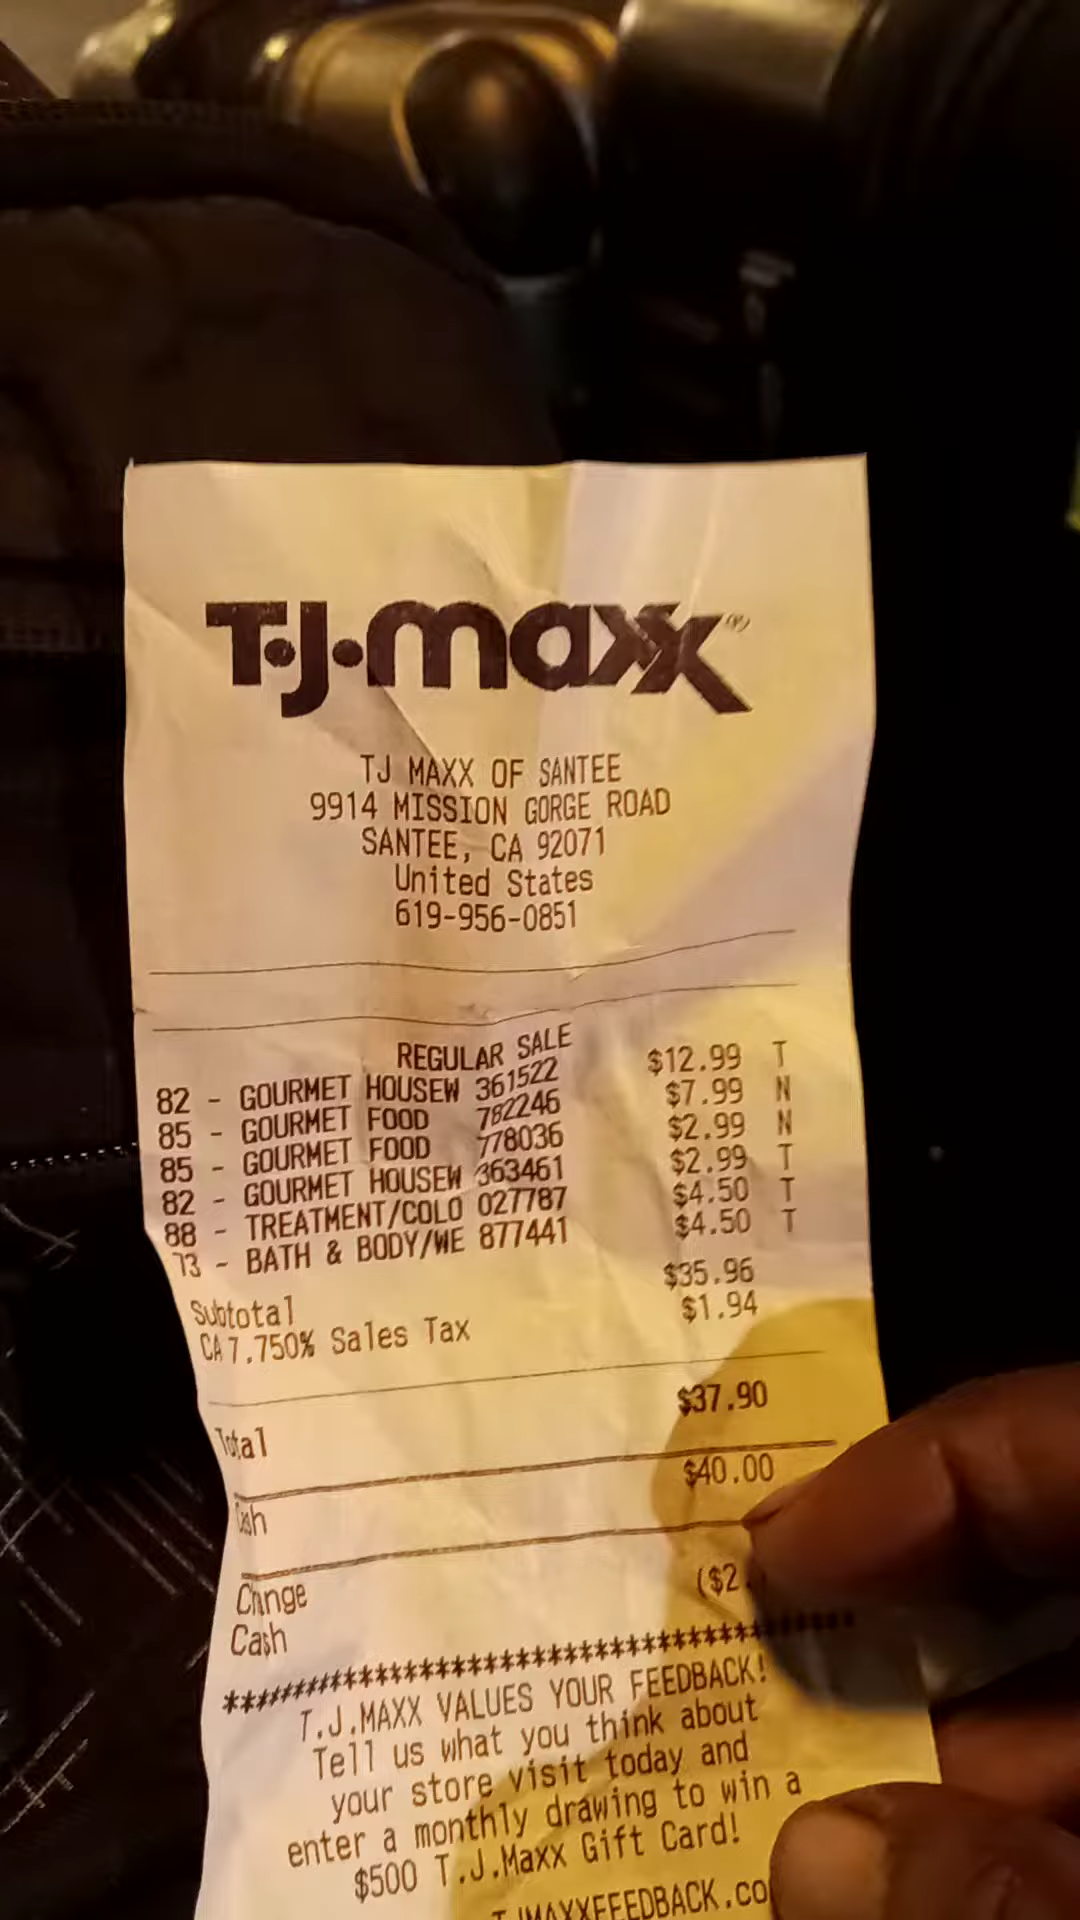 T.J.maxx®
TJ MAXX OF SANTEE
9914 MISSION GORGE ROAD
SANTEE, CA 92071
United States
619-956-0851
REGULAR SALE
82 - GOURMET HOUSEW 361522 $12.99 T
85 - GOURMET FOOD 782246 $7.99 N
85 - GOURMET FOOD 778036 $2.99 N
82 - GOURMET HOUSEW 363461 $2.99 T
88 - TREATMENT/COLO 027787 $4.50 T
73 - BATH & BODY/WE 877441 $4.50 T
Subtotal $35.96
CA 7.750% Sales Tax $1.94
Total $37.90
Cash $40.00
Change
Cash ($2.
****************************************
T.J.MAXX VALUES YOUR FEEDBACK!
Tell us what you think about
your store visit today and
enter a monthly drawing to win a
$500 T.J.Maxx Gift Card!
TJMAXXFEEDBACK.co